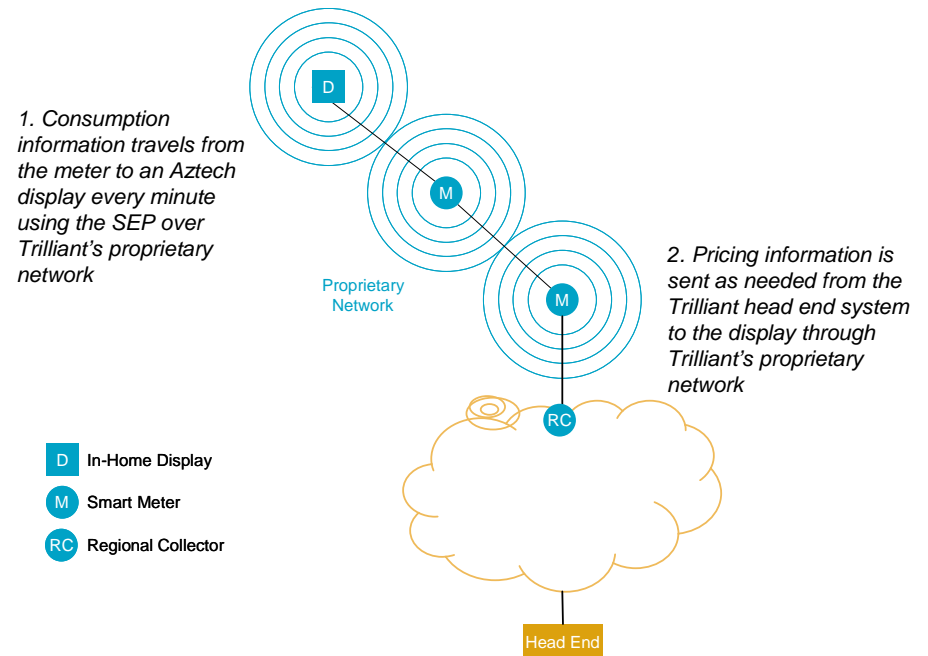 D
1. Consumption
information travels from
the meter to an Aztech
display every minute
using the SEP over
Trilliant's proprietary
network
M
2. Pricing information is
sent as needed from the
Trilliant head end system
to the display through
Trilliant's proprietary
network
Proprietary
Network
M
RC
D In-Home Display
M Smart Meter
RC Regional Collector
Head End